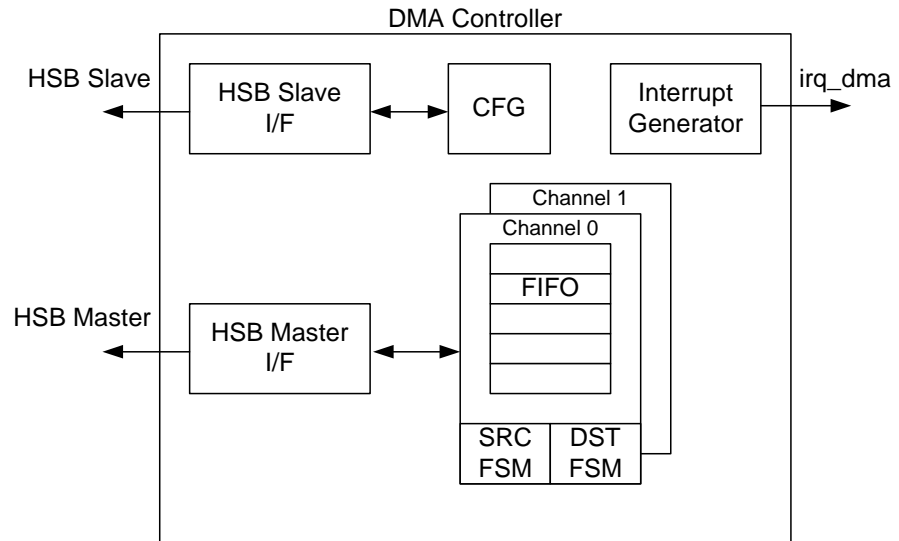 DMA Controller
HSB Slave
HSB Slave
I/F
CFG
Interrupt
Generator
irq_dma
Channel 1
Channel 0
FIFO
HSB Master
HSB Master
I/F
SRC
FSM
DST
FSM